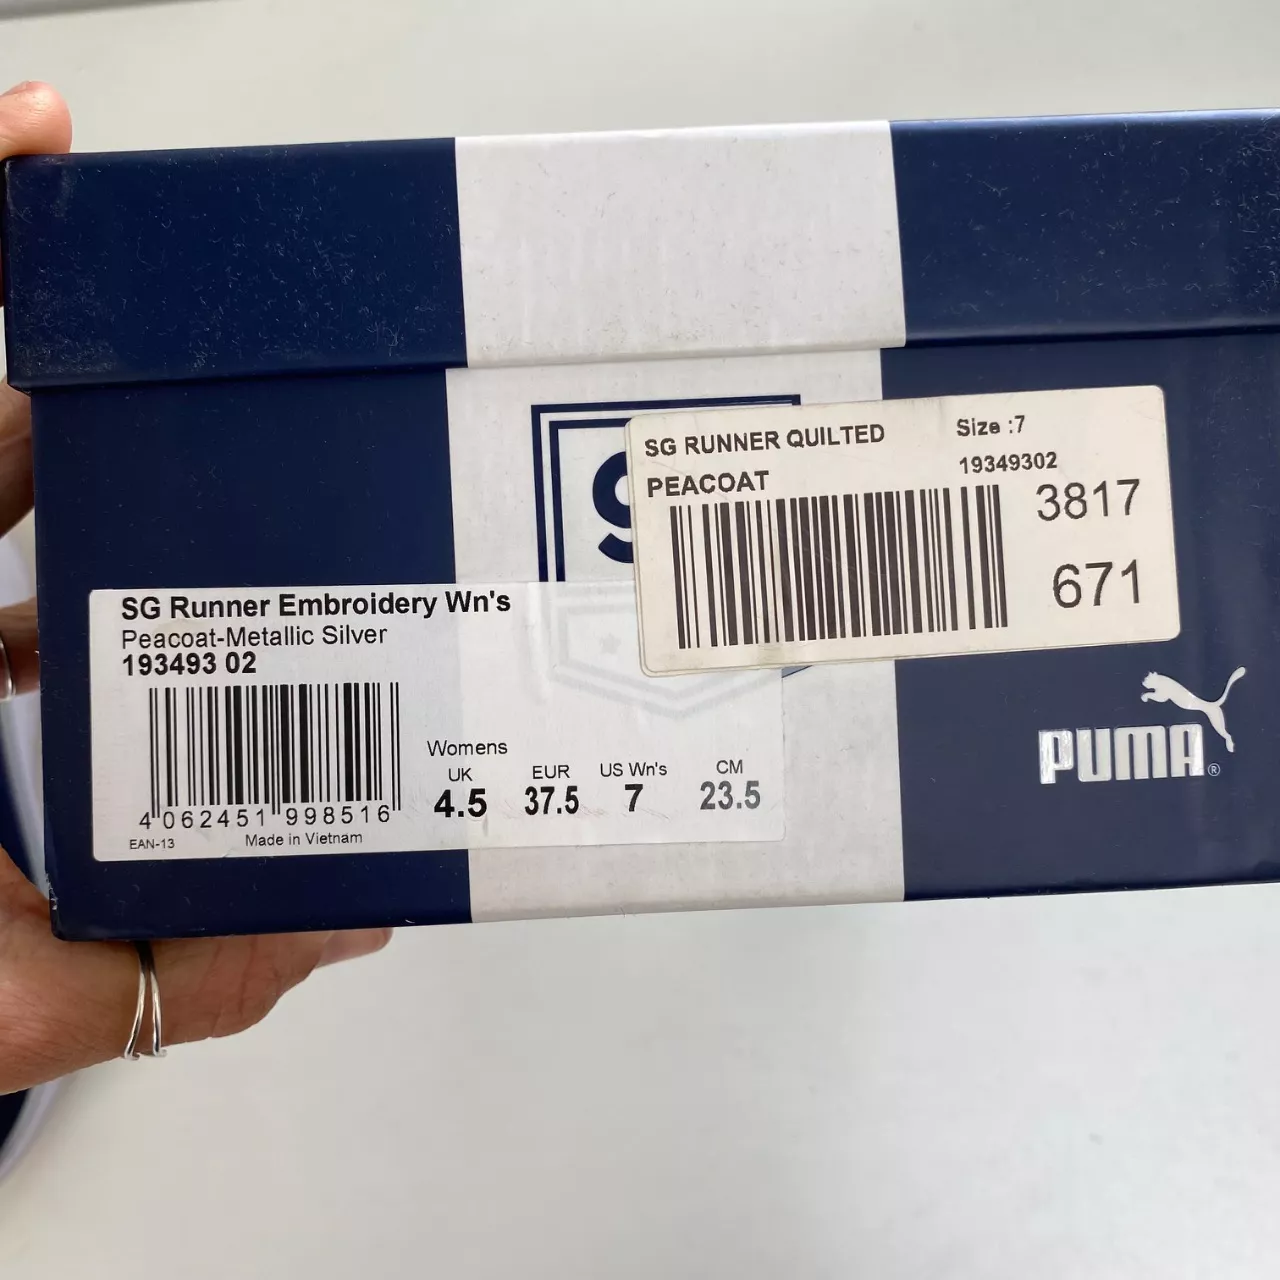 SG RUNNER QUILTED
Size :7
PEACOAT
19349302
3817
671
SG Runner Embroidery Wn's
Peacoat-Metallic Silver
193493 02
4 062451 998516
EAN-13
Made in Vietnam
Womens
UK EUR US Wn's CM
4.5 37.5 7 23.5
PUMA®